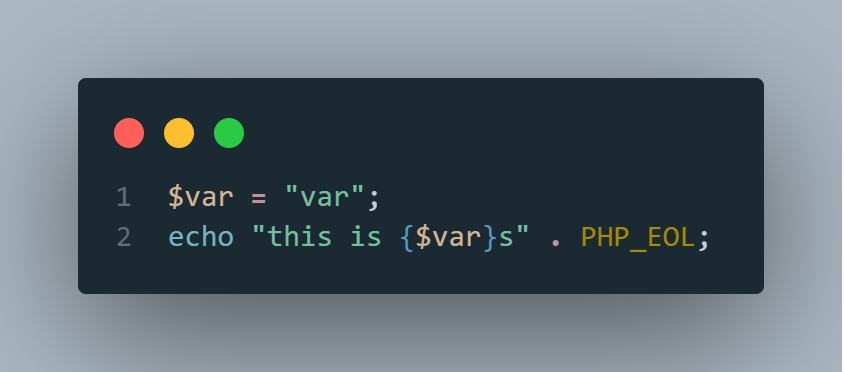 1 $var = "var";
2 echo "this is {$var}s" . PHP_EOL;